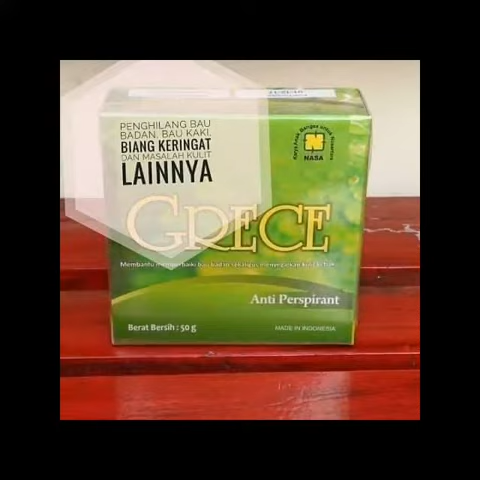 PENGHILANG BAU
BADAN, BAU KAKI,
BIANG KERINGAT
DAN MASALAH KULIT
LAINNYA
NASA
GRECE
Anti Perspirant
Berat Bersih : 50 g
MADE IN INDONESIA